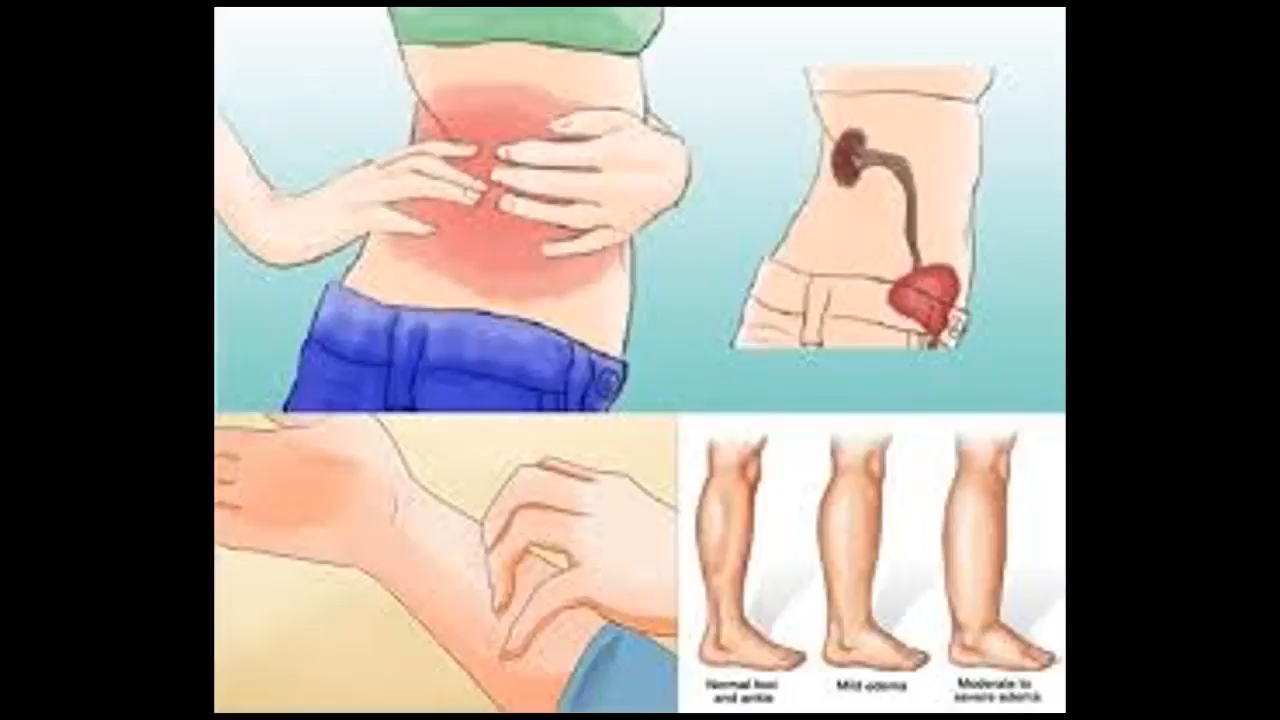 Normal foot
and ankle
Mild edema
Moderate to
severe edema